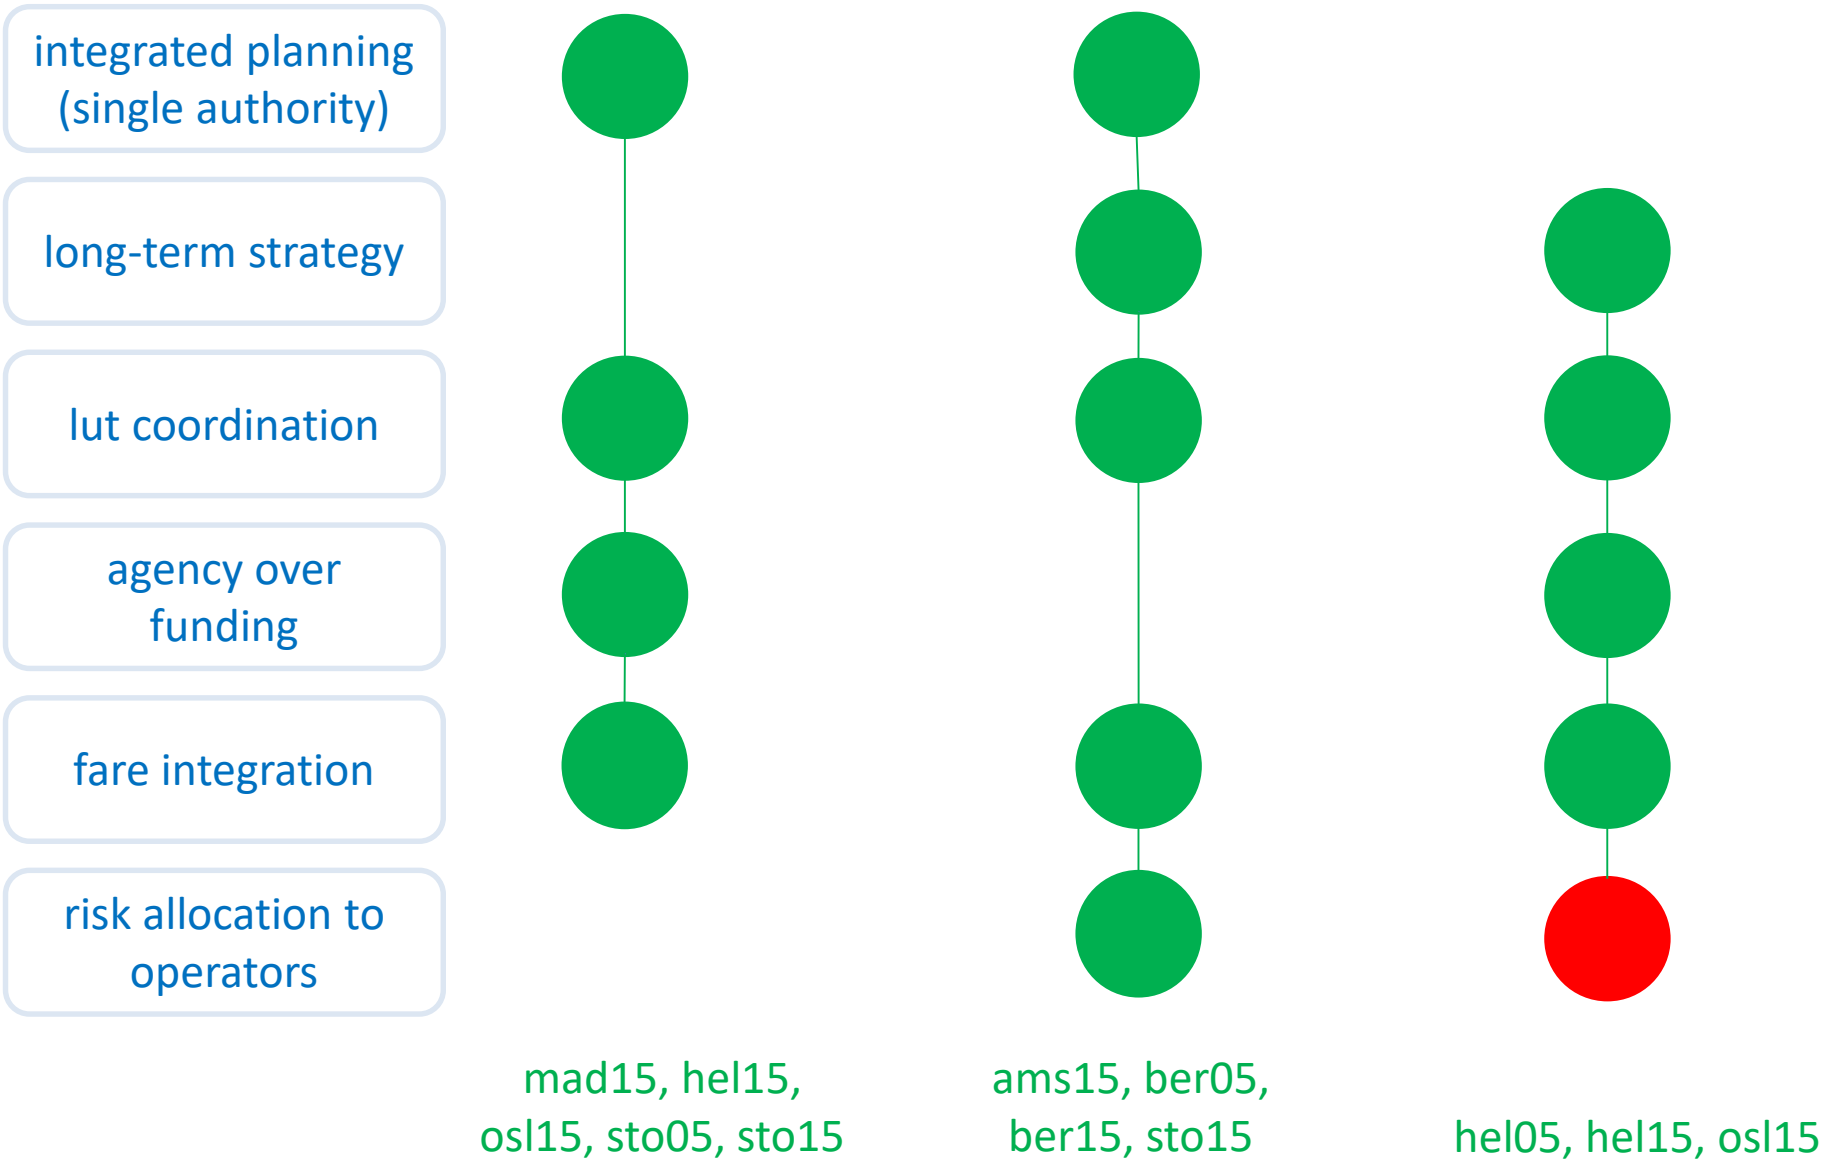 integrated planning
(single authority)
long-term strategy
lut coordination
agency over
funding
fare integration
risk allocation to
operators
mad15, hel15,
osl15, sto05, sto15
ams15, ber05,
ber15, sto15
hel05, hel15, osl15